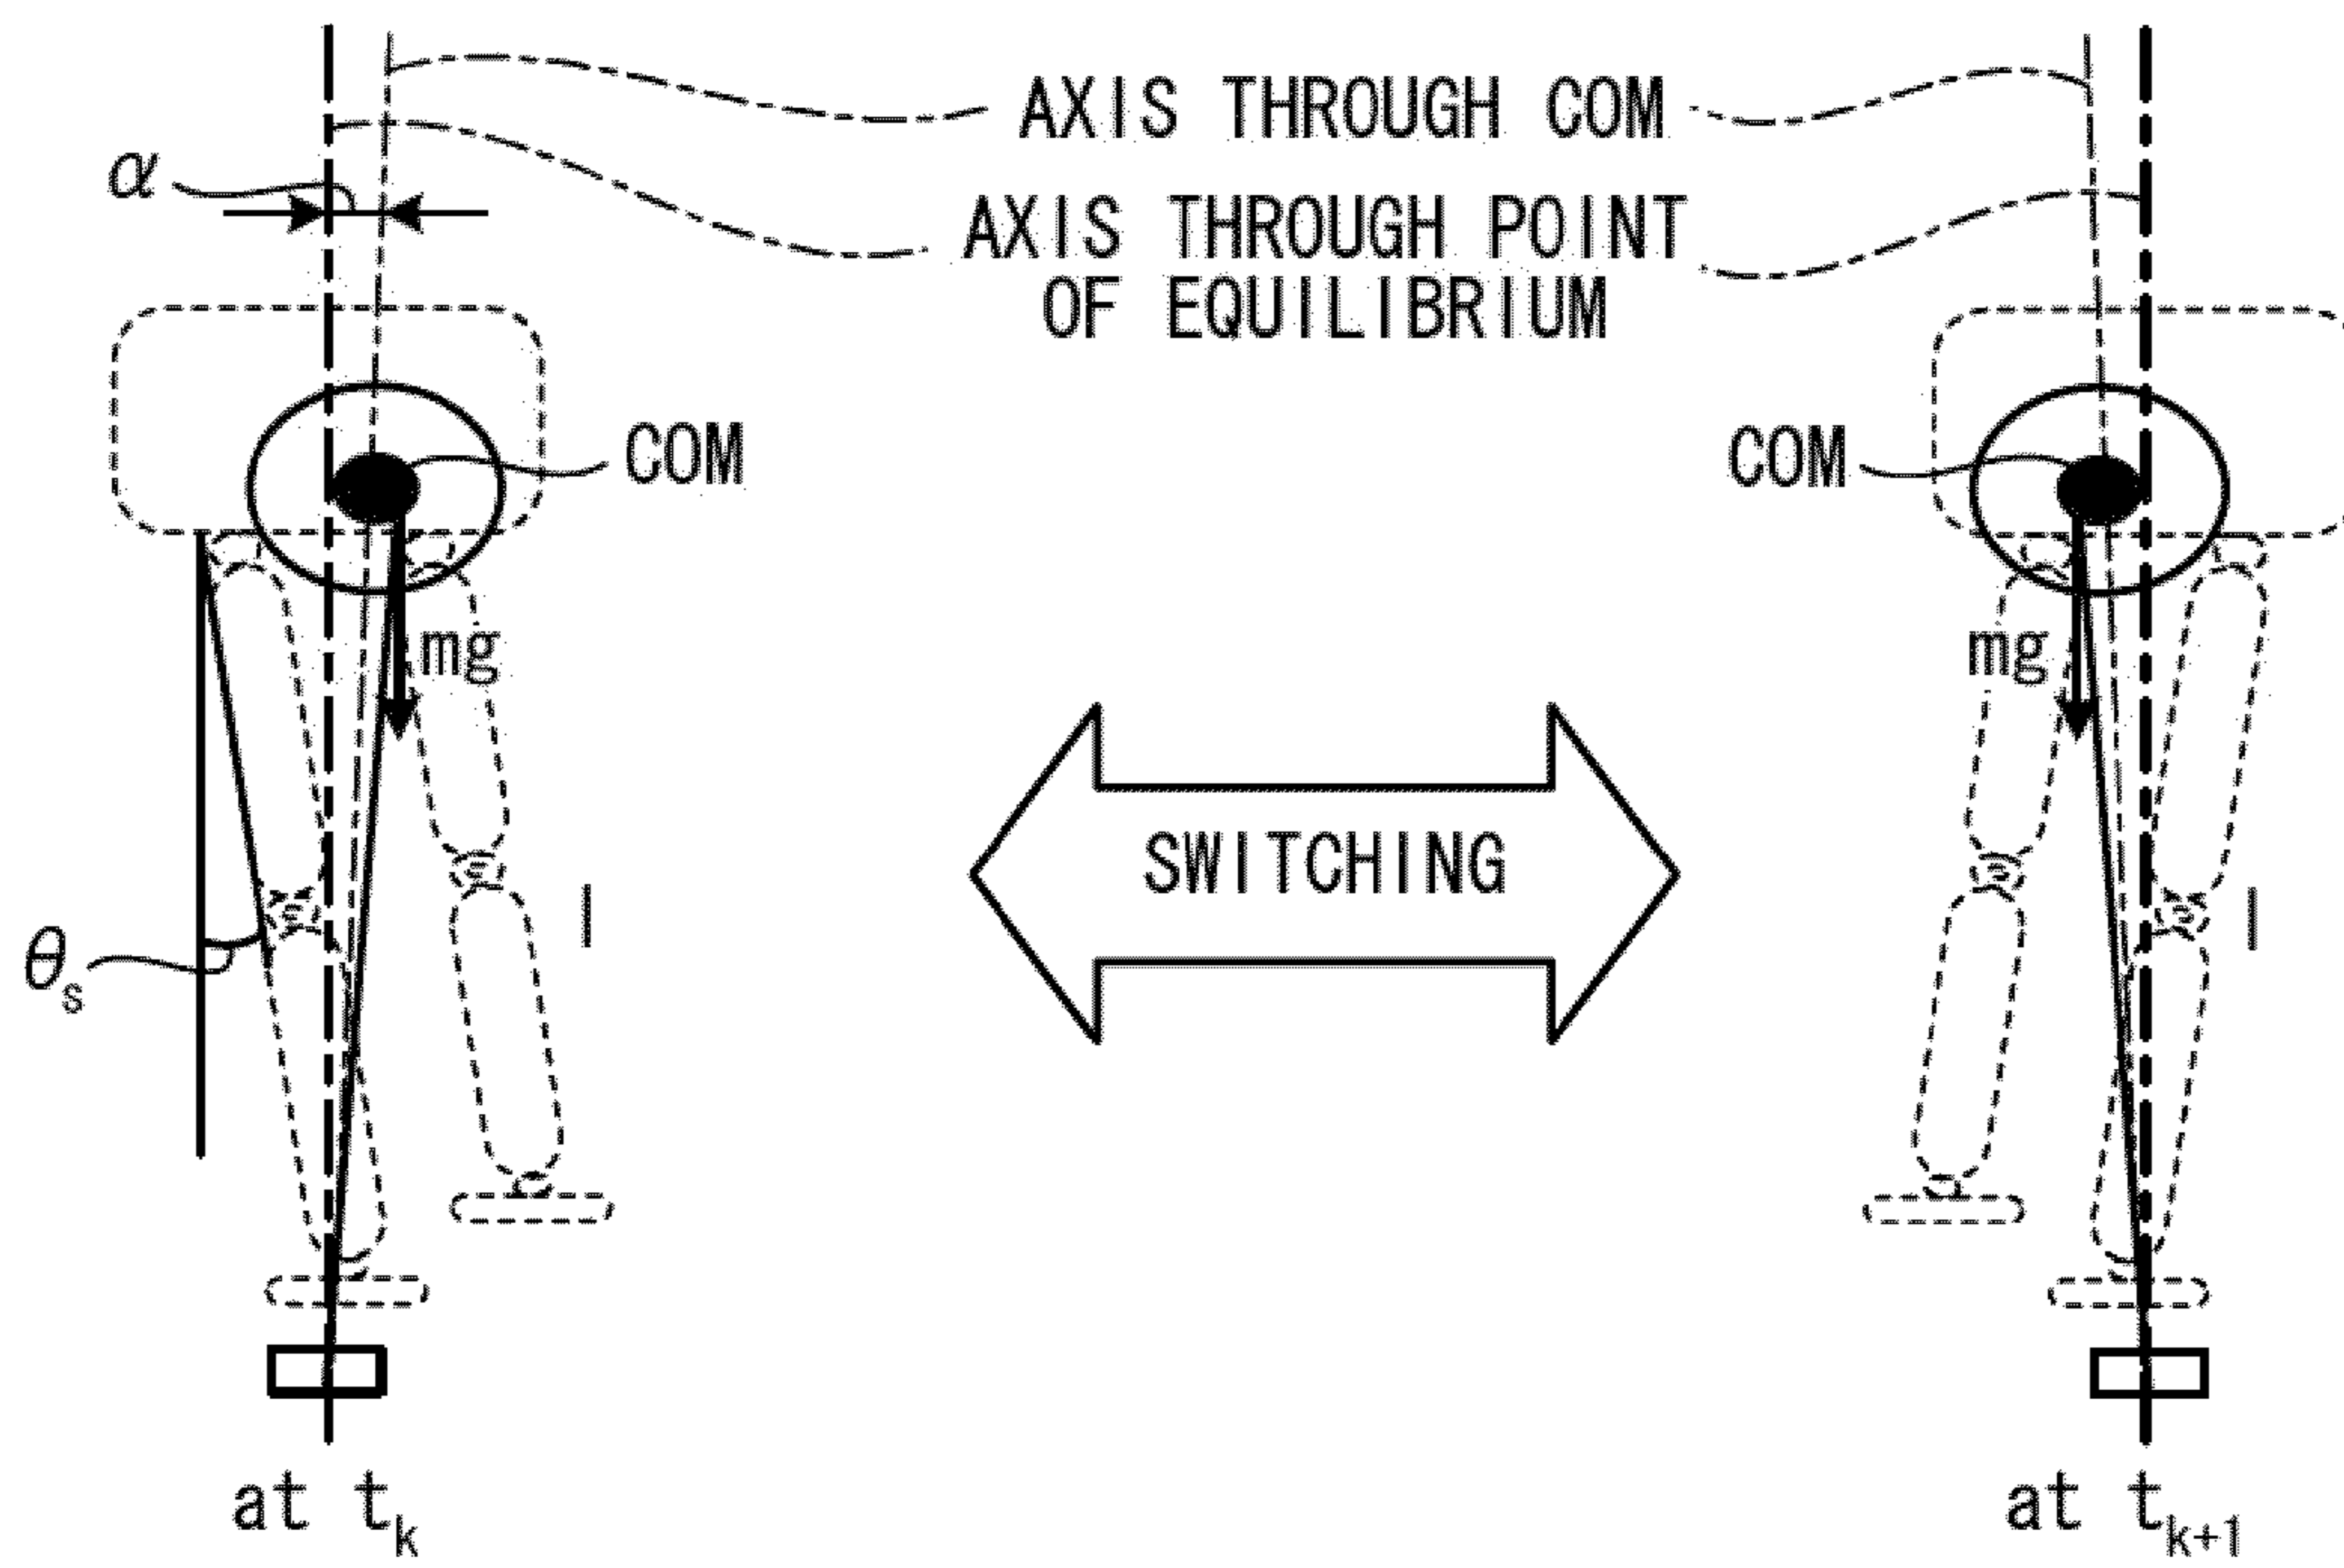 AXIS THROUGH COM
α
AXIS THROUGH POINT
OF EQUILIBRIUM
COM
COM
mg
mg
SWITCHING
l
l
θs
at tk
at tk+1